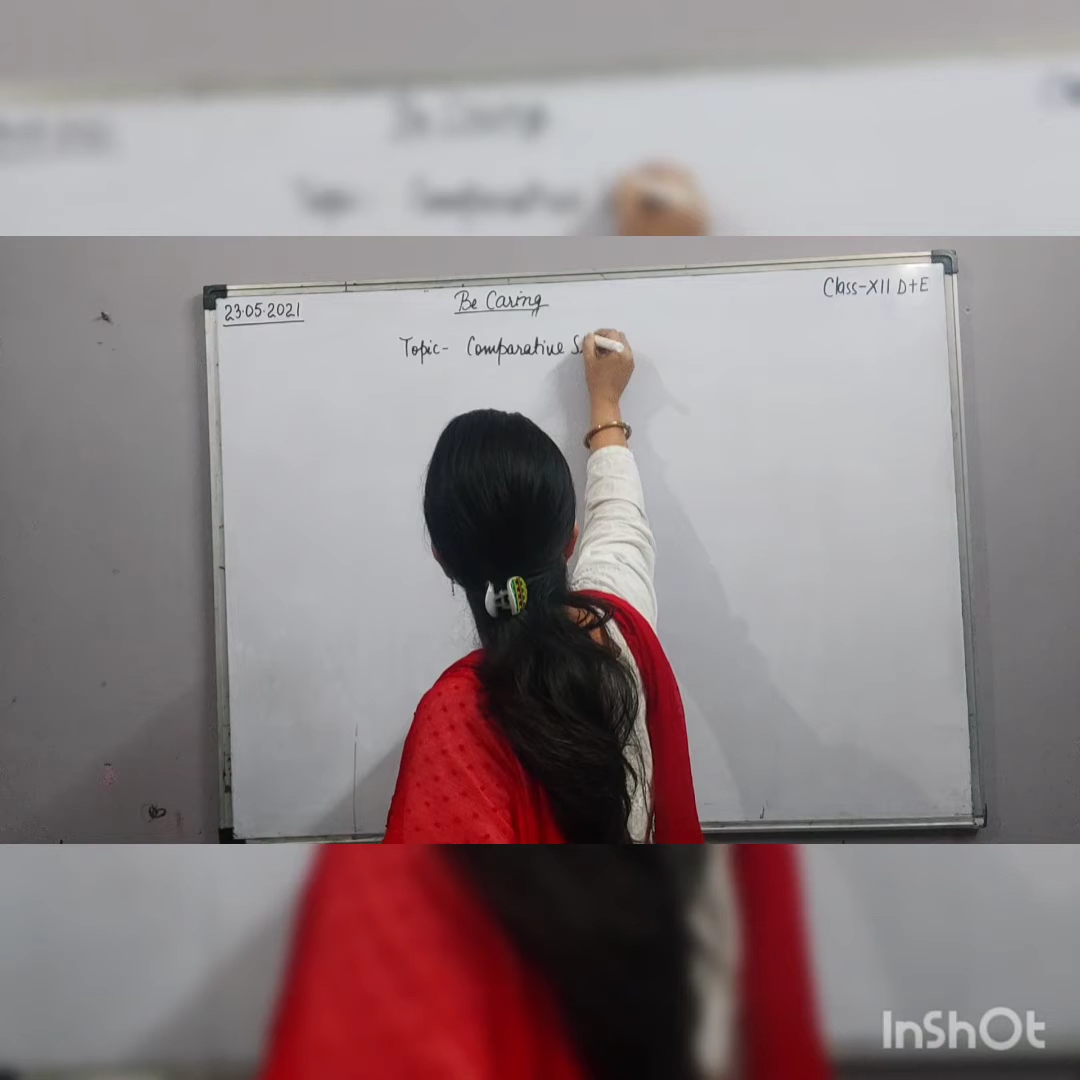 23.05.2021 Be Caring Class-XII D+E
Topic- Comparative
InShOt